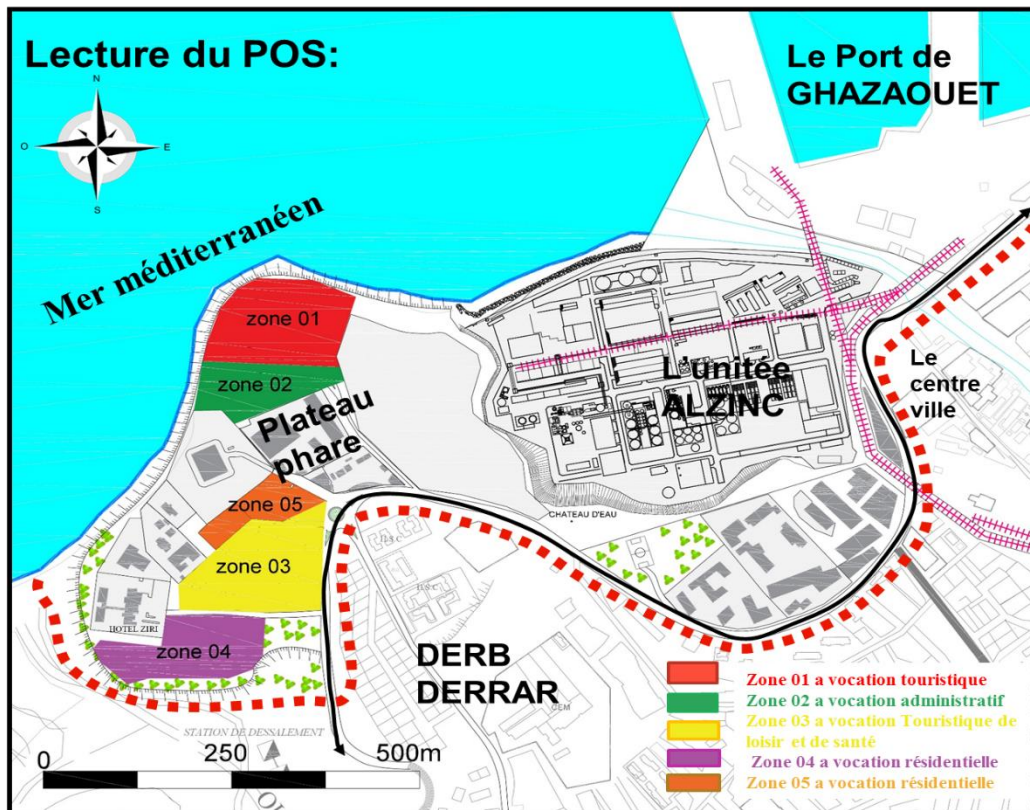 Lecture du POS:
Le Port de
GHAZAOUET
N
O
E
S
Mer méditerranéen
zone 01
zone 02
Plateau
phare
L'unitée
ALZINC
Le
centre
ville
zone 05
CHATEAU D'EAU
zone 03
HOTEL ZIRI
zone 04
DERB
DERRAR
CEM
STATION DE DESSALEMENT
0
250
500m
Zone 01 a vocation touristique
Zone 02 a vocation administratif
Zone 03 a vocation Touristique de
loisir et de santé
Zone 04 a vocation résidentielle
Zone 05 a vocation résidentielle